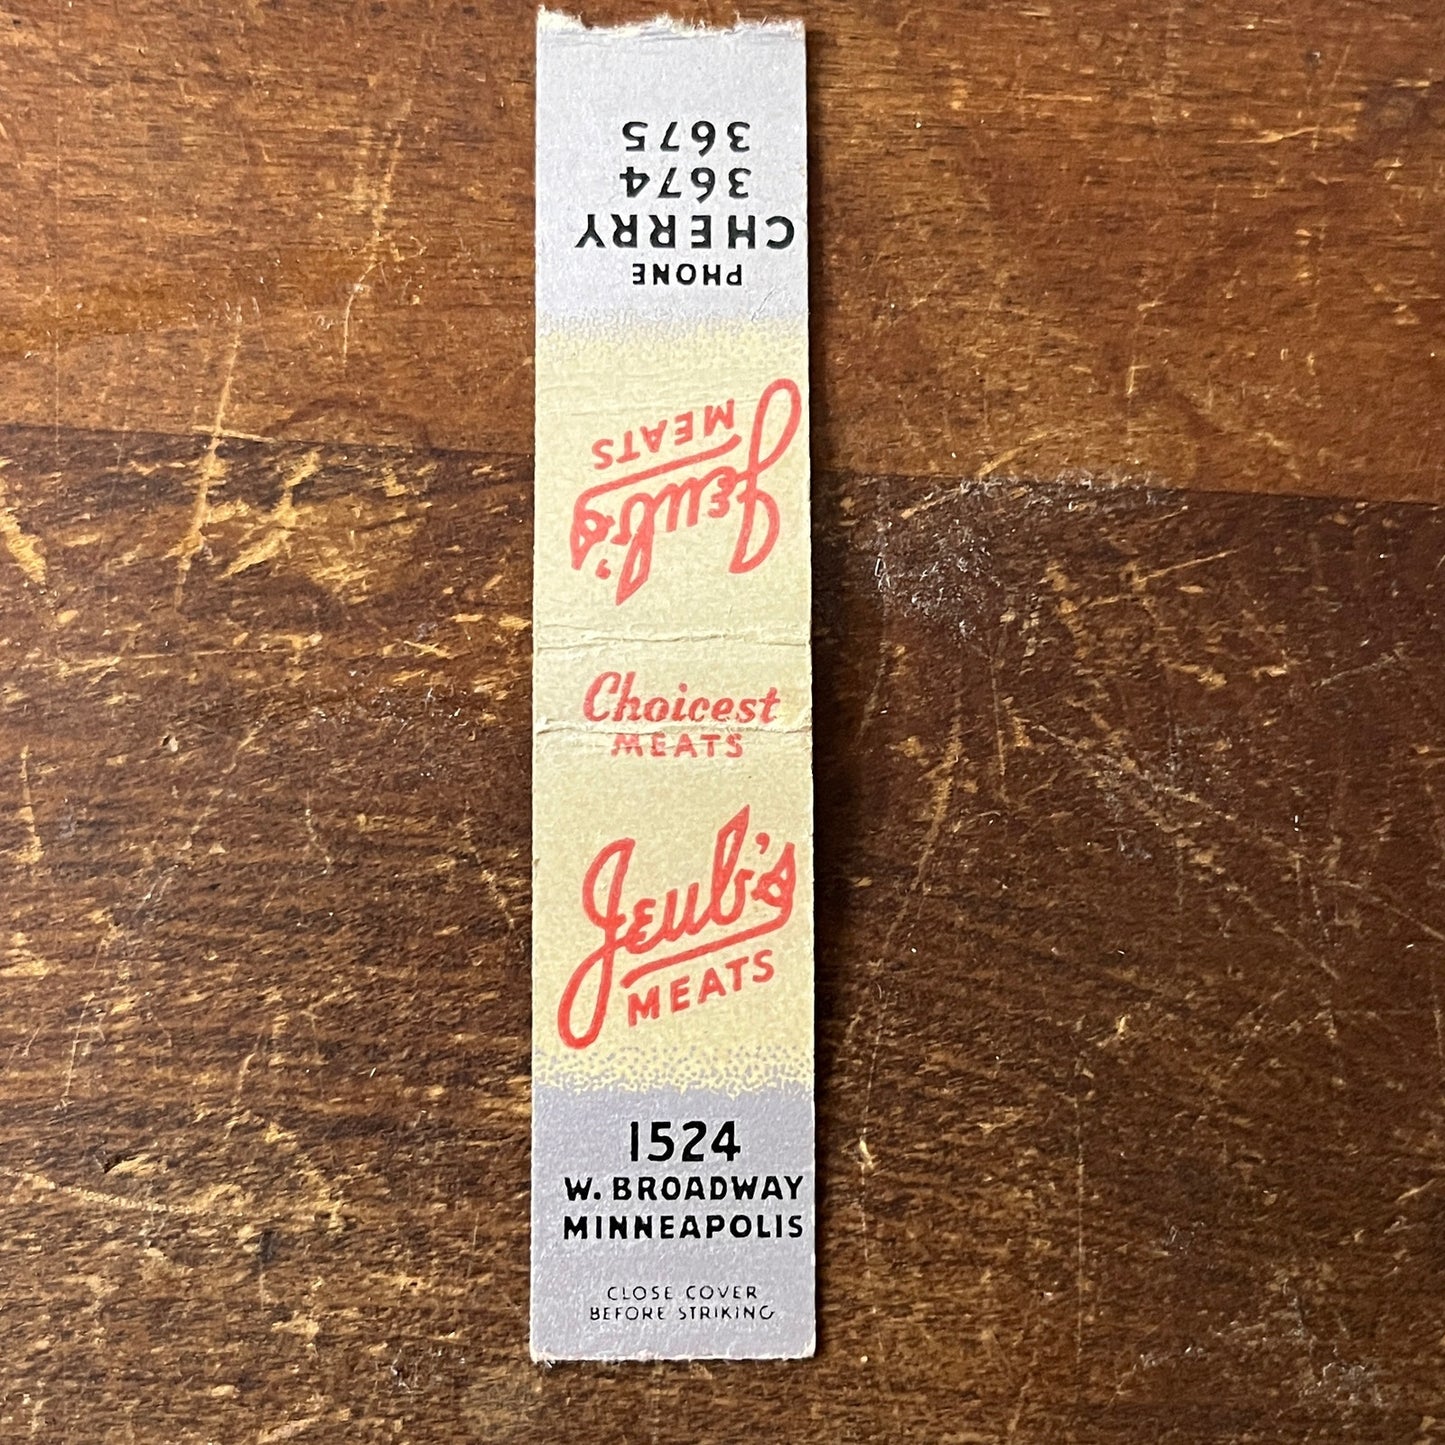 PHONE
CHERRY
3674
3675
Jeub's
MEATS
Choicest
MEATS
Jeub's
MEATS
1524
W. BROADWAY
MINNEAPOLIS
CLOSE COVER
BEFORE STRIKING